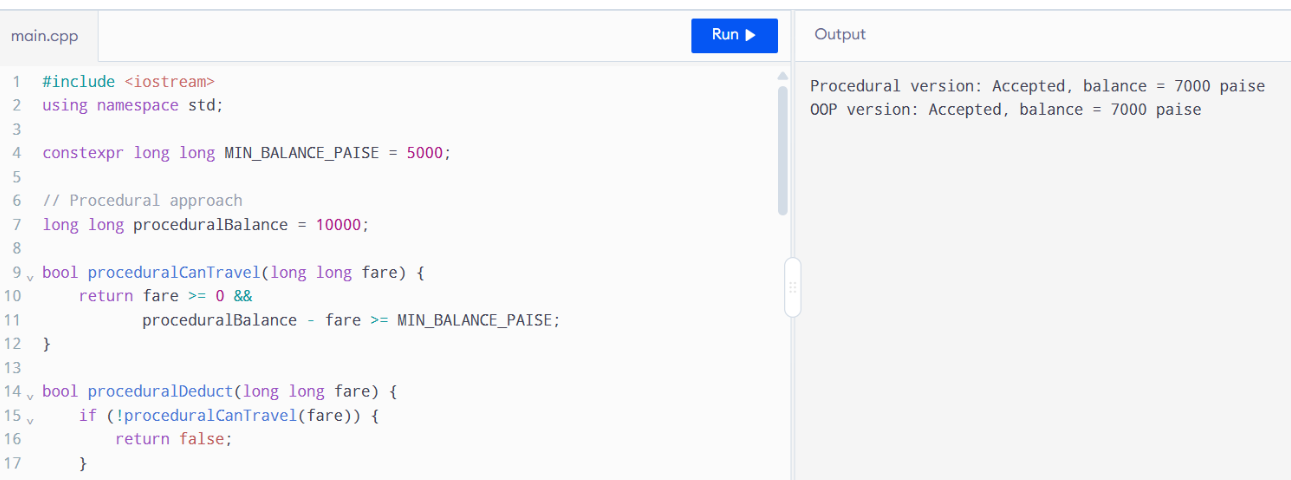 main.cpp
Run
Output
1 #include <iostream>
2 using namespace std;
3
4 constexpr long long MIN_BALANCE_PAISE = 5000;
5
6 // Procedural approach
7 long long proceduralBalance = 10000;
8
9 bool proceduralCanTravel(long long fare) {
10     return fare >= 0 &&
11            proceduralBalance - fare >= MIN_BALANCE_PAISE;
12 }
13
14 bool proceduralDeduct(long long fare) {
15     if (!proceduralCanTravel(fare)) {
16         return false;
17     }
Procedural version: Accepted, balance = 7000 paise
OOP version: Accepted, balance = 7000 paise